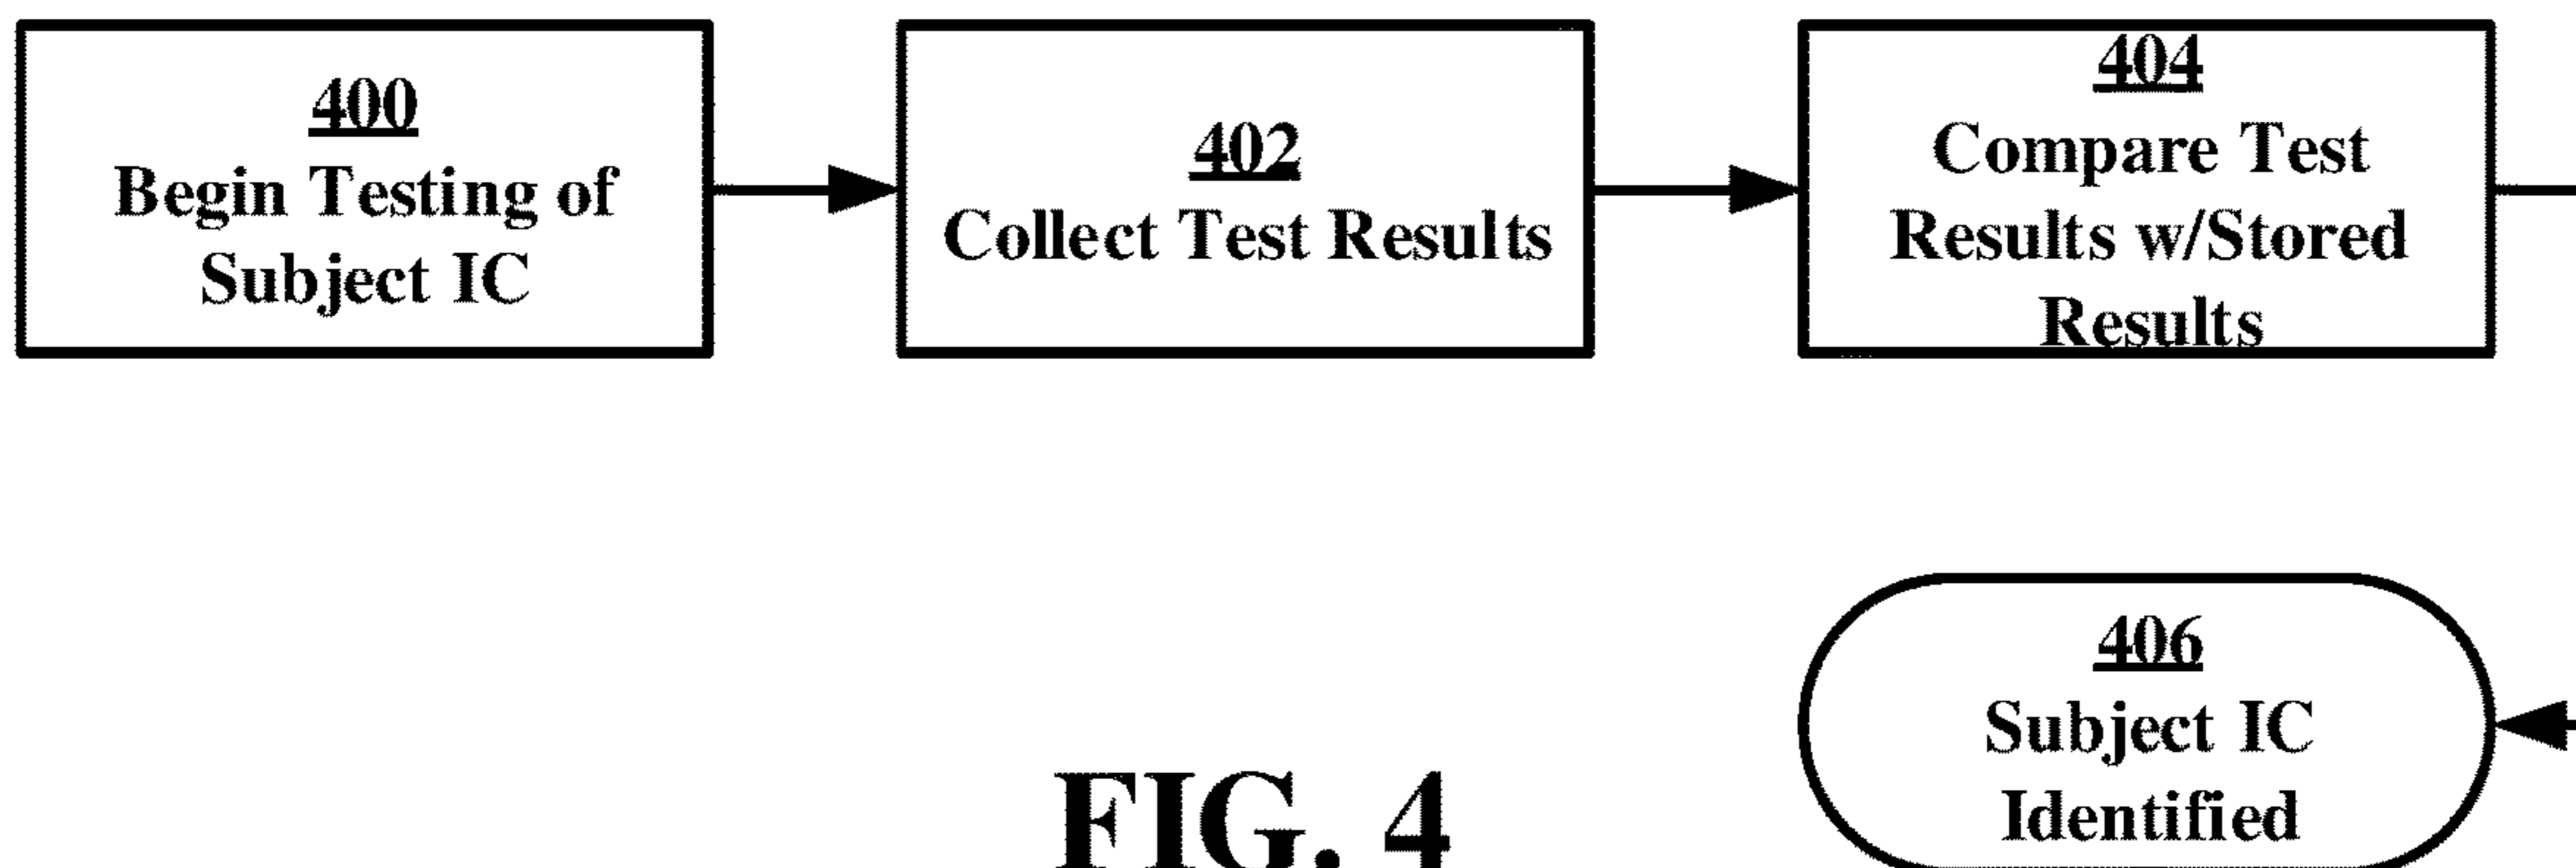 400
Begin Testing of
Subject IC
402
Collect Test Results
404
Compare Test
Results w/Stored
Results
406
Subject IC
Identified
FIG. 4